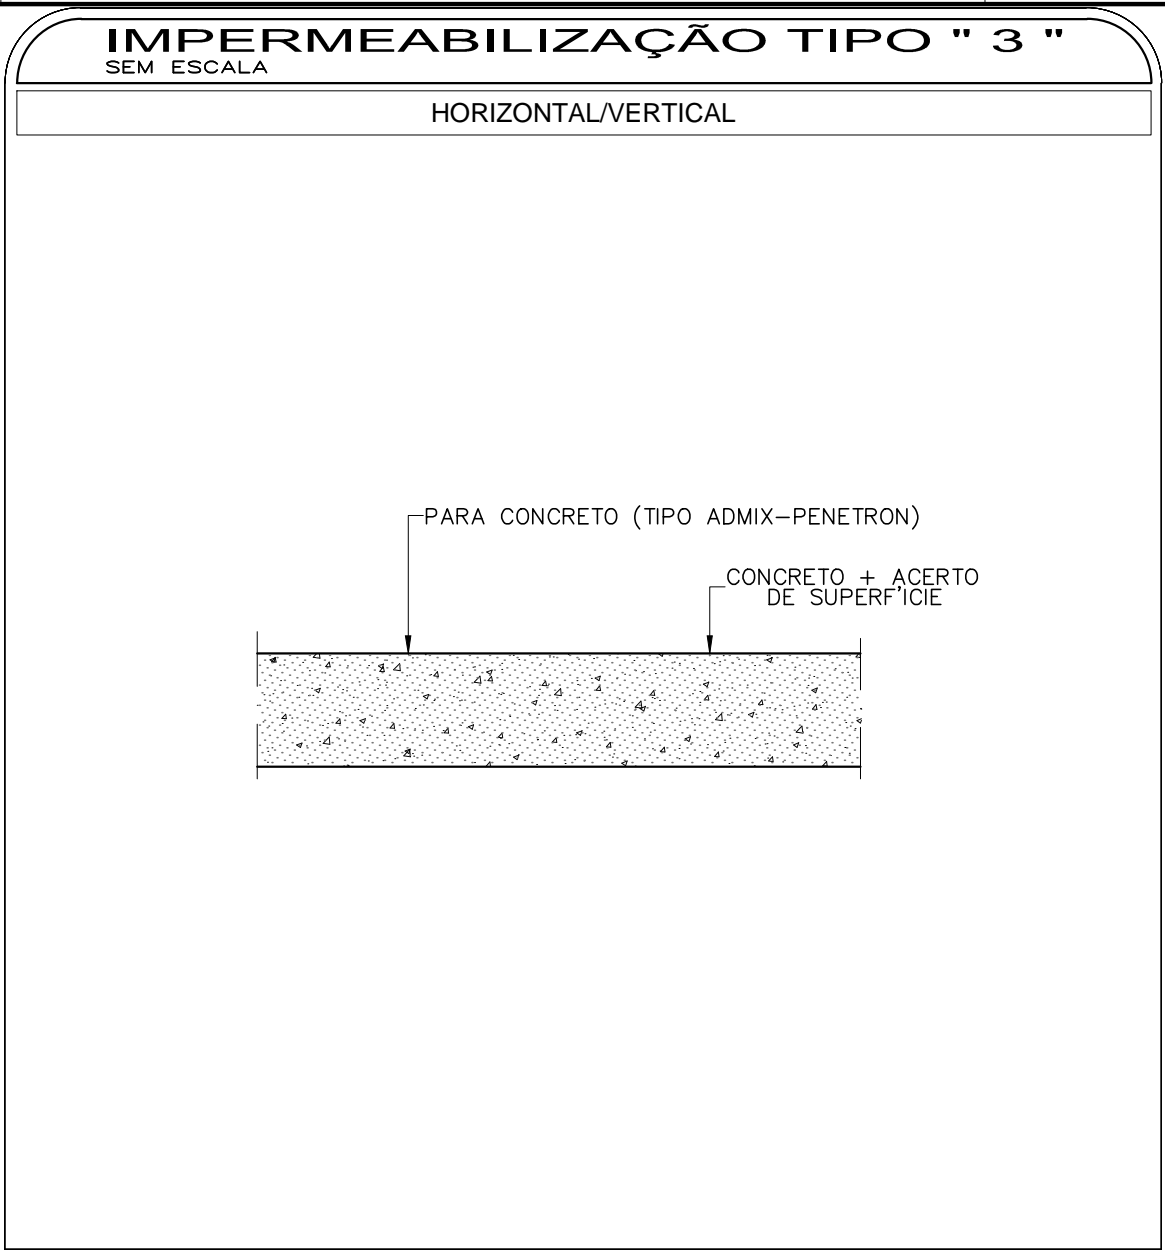 IMPERMEABILIZAÇÃO TIPO " 3 "
SEM ESCALA
HORIZONTAL/VERTICAL
PARA CONCRETO (TIPO ADMIX-PENETRON)
CONCRETO + ACERTO
DE SUPERF'ICIE